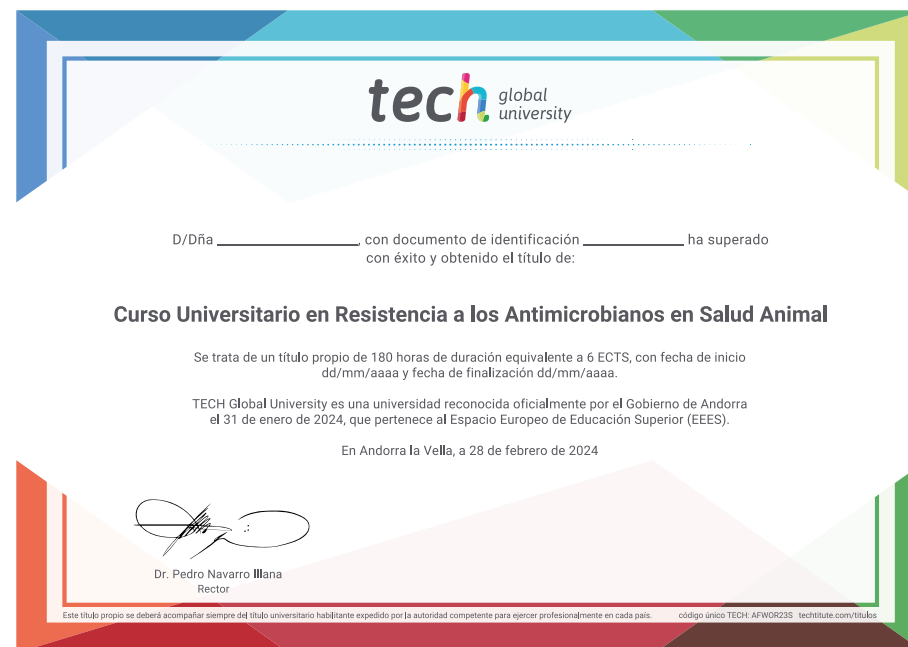 tech global
university
D/Dña ____________________, con documento de identificación ______________ ha superado
con éxito y obtenido el título de:
Curso Universitario en Resistencia a los Antimicrobianos en Salud Animal
Se trata de un título propio de 180 horas de duración equivalente a 6 ECTS, con fecha de inicio
dd/mm/aaaa y fecha de finalización dd/mm/aaaa.
TECH Global University es una universidad reconocida oficialmente por el Gobierno de Andorra
el 31 de enero de 2024, que pertenece al Espacio Europeo de Educación Superior (EEES).
En Andorra la Vella, a 28 de febrero de 2024
Dr. Pedro Navarro Illana
Rector
Este título propio se deberá acompañar siempre del título universitario habilitante expedido por la autoridad competente para ejercer profesionalmente en cada país. código único TECH: AFWOR23S techtitute.com/titulos